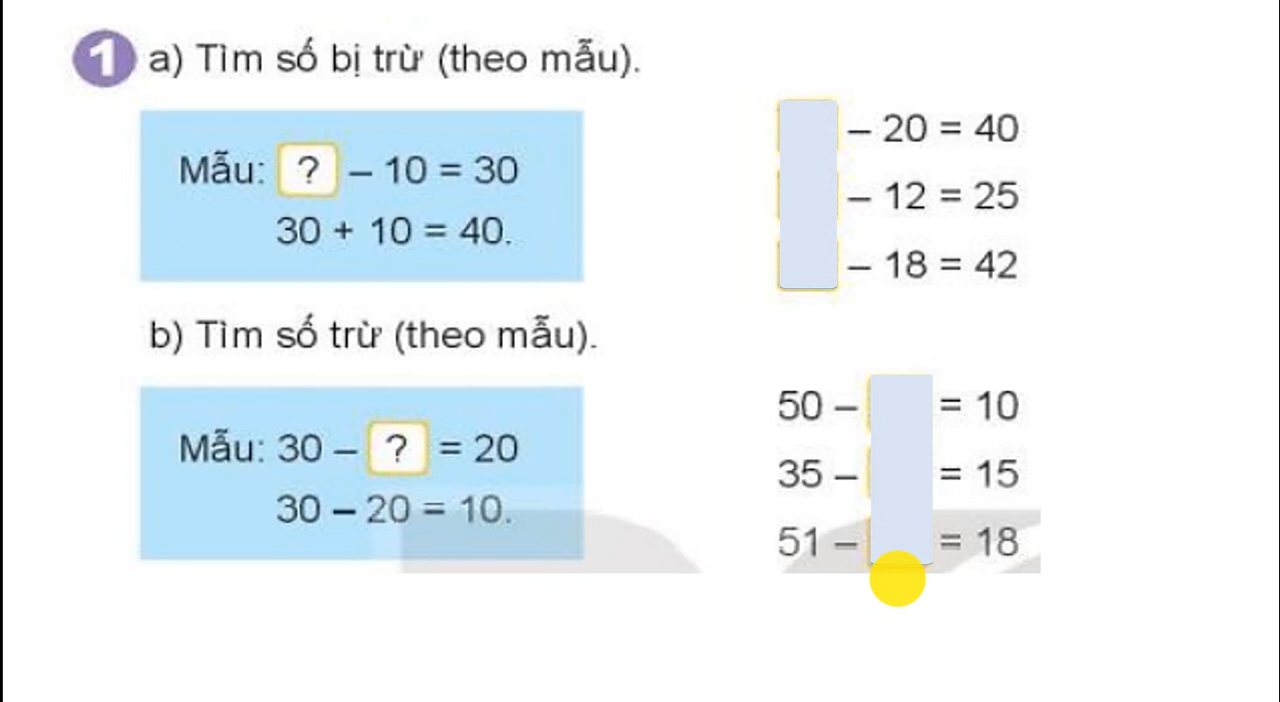 1 a) Tìm số bị trừ (theo mẫu).
Mẫu: ? – 10 = 30
30 + 10 = 40.
– 20 = 40
– 12 = 25
– 18 = 42
b) Tìm số trừ (theo mẫu).
Mẫu: 30 – ? = 20
30 – 20 = 10.
50 – = 10
35 – = 15
51 – = 18